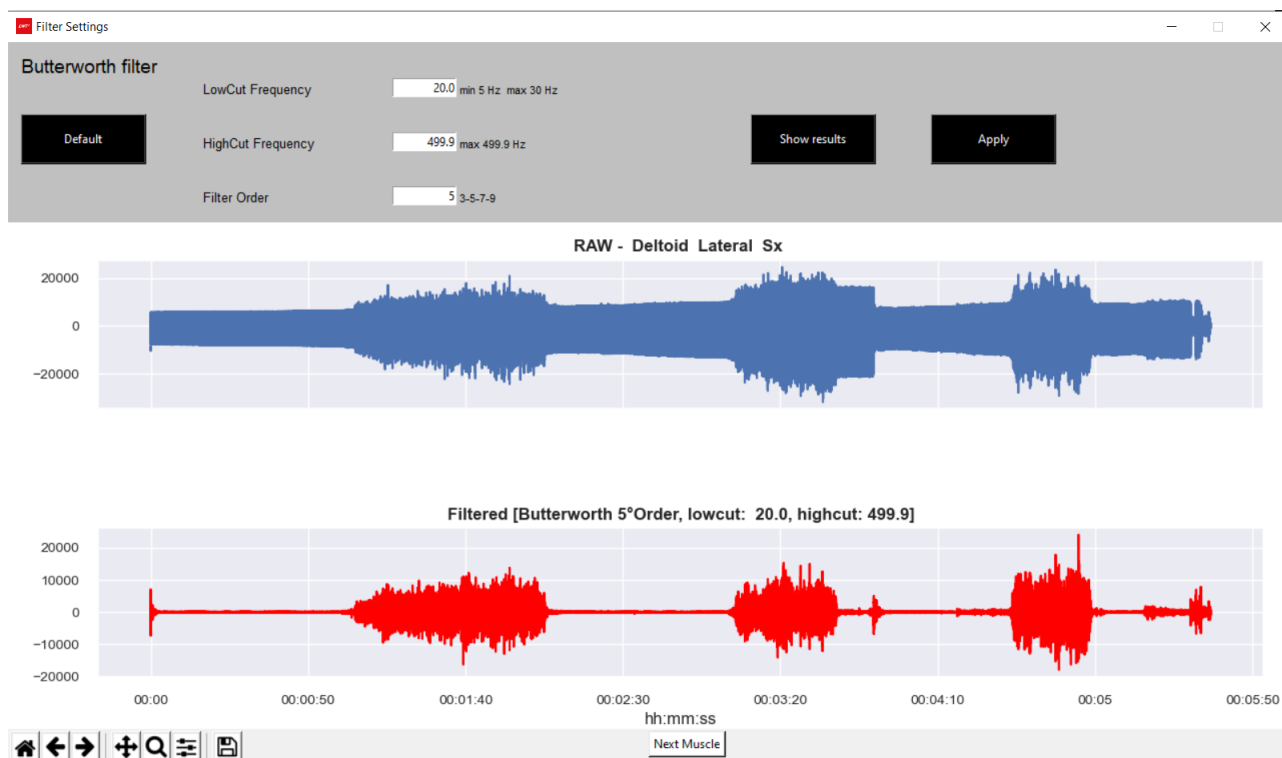 Filter Settings
Butterworth filter
LowCut Frequency 20.0 min 5 Hz max 30 Hz
Default HighCut Frequency 499.9 max 499.9 Hz Show results Apply
Filter Order 5 3-5-7-9
RAW - Deltoid Lateral Sx
20000
0
−20000
Filtered [Butterworth 5°Order, lowcut: 20.0, highcut: 499.9]
20000
10000
0
−10000
−20000
00:00 00:00:50 00:01:40 00:02:30 00:03:20 00:04:10 00:05 00:05:50
hh:mm:ss
Next Muscle